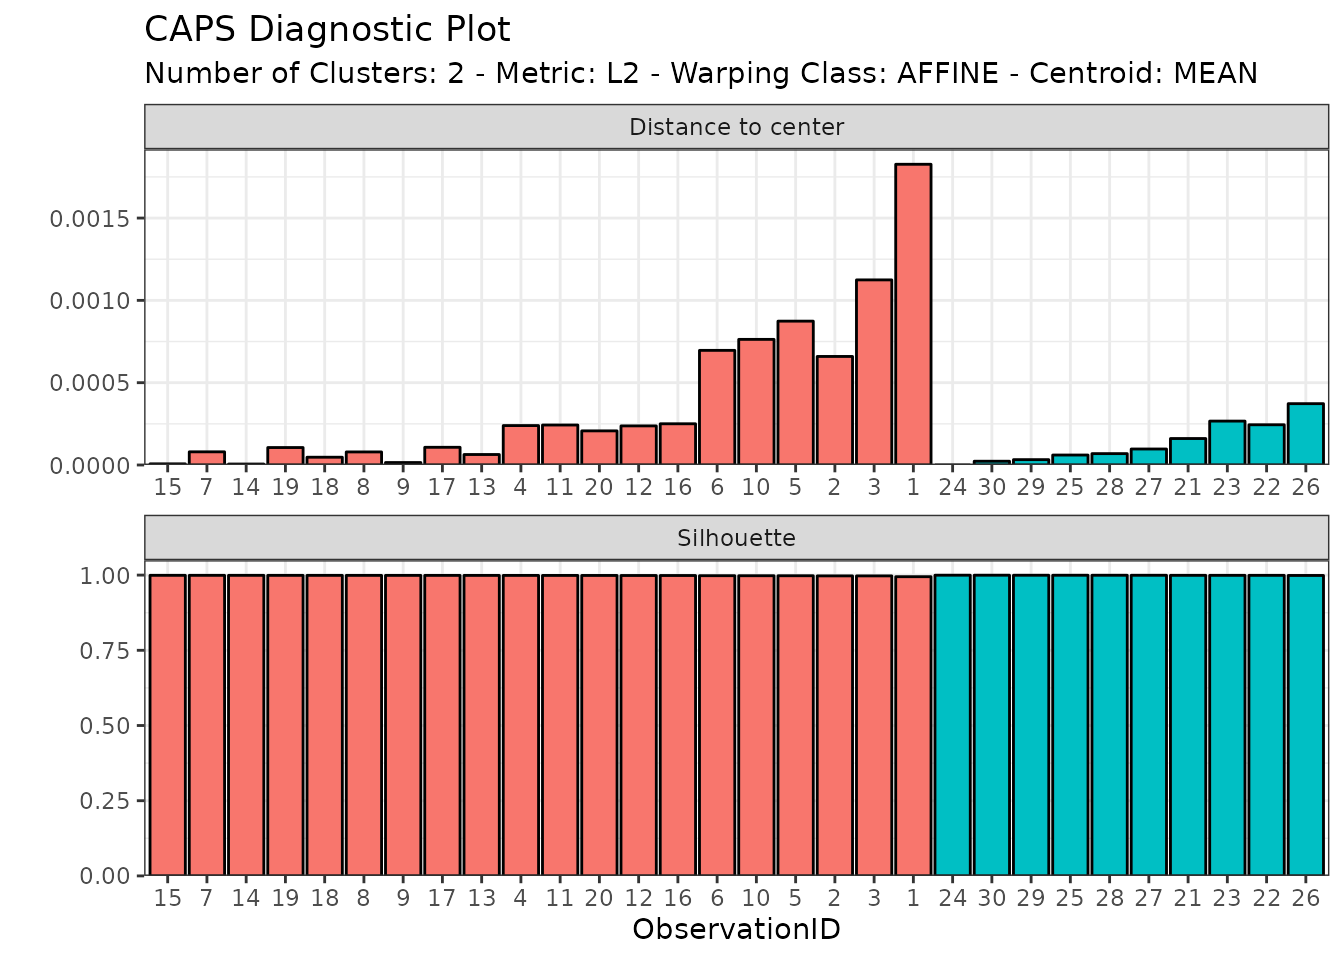 CAPS Diagnostic Plot
Number of Clusters: 2 - Metric: L2 - Warping Class: AFFINE - Centroid: MEAN
Distance to center
0.0015
0.0010
0.0005
0.0000
15 7 14 19 18 8 9 17 13 4 11 20 12 16 6 10 5 2 3 1 24 30 29 25 28 27 21 23 22 26
Silhouette
1.00
0.75
0.50
0.25
0.00
15 7 14 19 18 8 9 17 13 4 11 20 12 16 6 10 5 2 3 1 24 30 29 25 28 27 21 23 22 26
ObservationID